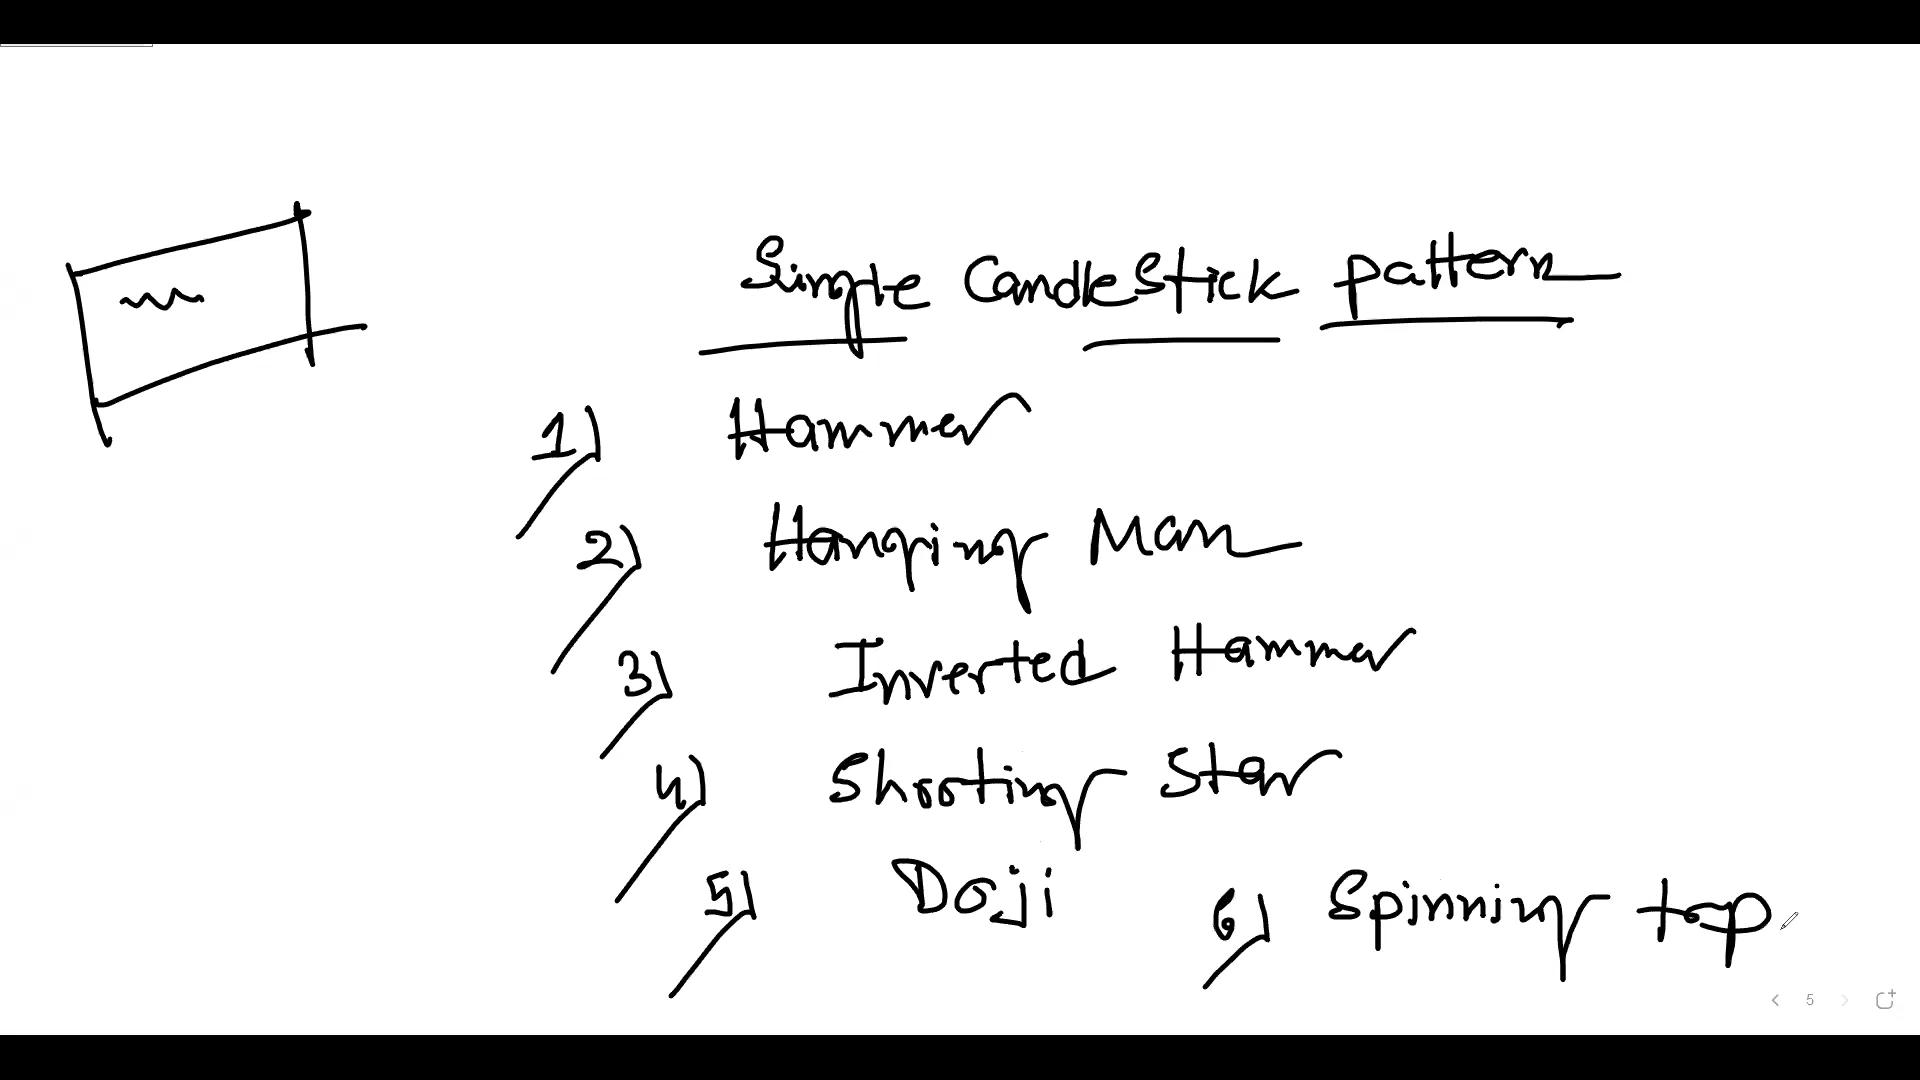 Single Candlestick pattern
1) Hammer
2) Hanging Man
3) Inverted Hammer
4) Shooting Star
5) Doji 6) Spinning top
5